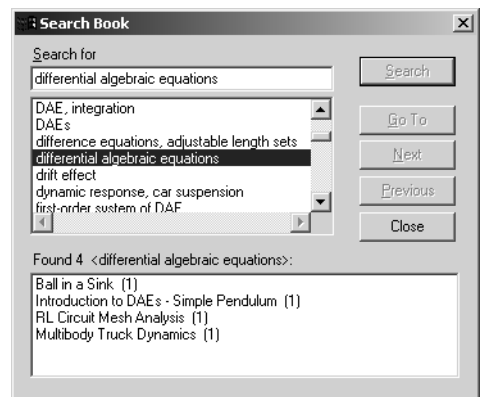 Search Book
Search for
differential algebraic equations
Search
DAE, integration
DAEs
difference equations, adjustable length sets
differential algebraic equations
drift effect
dynamic response, car suspension
first-order system of DAE
Go To
Next
Previous
Close
Found 4 <differential algebraic equations>:
Ball in a Sink (1)
Introduction to DAEs - Simple Pendulum (1)
RL Circuit Mesh Analysis (1)
Multibody Truck Dynamics (1)